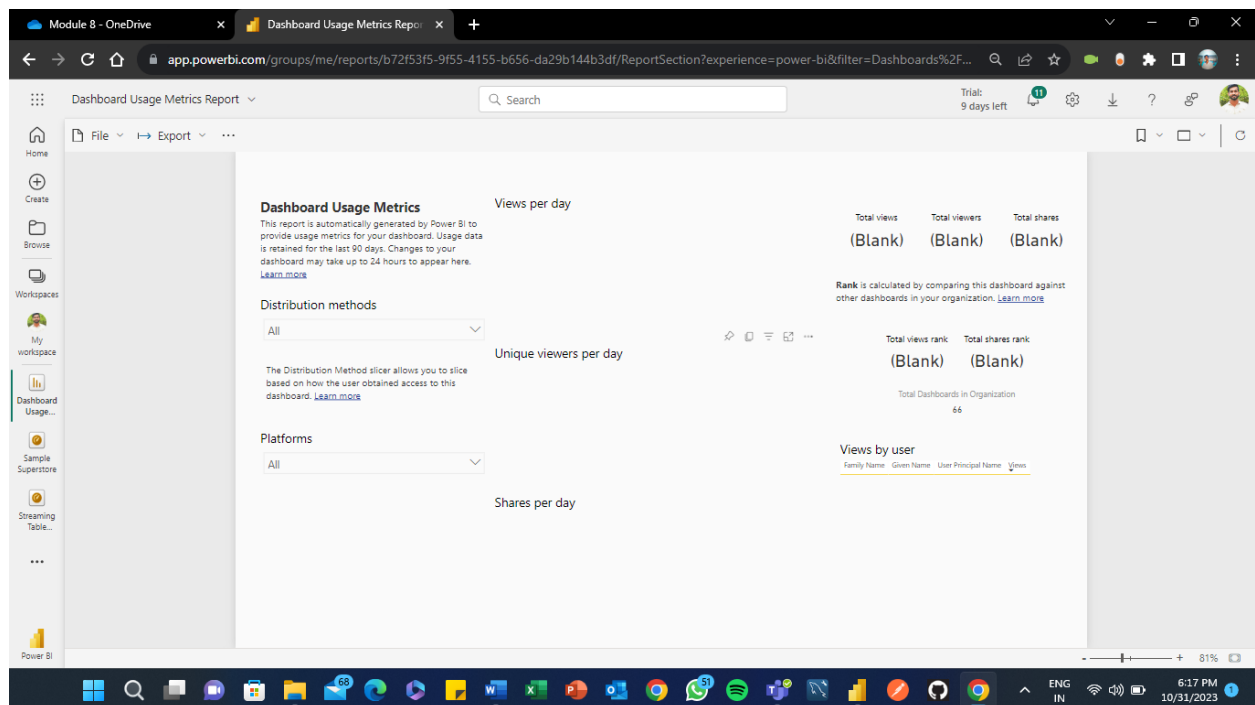 Module 8 - OneDrive
Dashboard Usage Metrics Repor
app.powerbi.com/groups/me/reports/b72f53f5-9f55-4155-b656-da29b144b3df/ReportSection?experience=power-bi&filter=Dashboards%2F...
Dashboard Usage Metrics Report
Search
Trial:
9 days left
11
File
Export
Home
Create
Browse
Workspaces
My
workspace
Dashboard
Usage...
Sample
Superstore
Streaming
Table...
Power BI
Dashboard Usage Metrics
This report is automatically generated by Power BI to
provide usage metrics for your dashboard. Usage data
is retained for the last 90 days. Changes to your
dashboard may take up to 24 hours to appear here.
Learn more
Distribution methods
All
The Distribution Method slicer allows you to slice
based on how the user obtained access to this
dashboard. Learn more
Platforms
All
Views per day
Unique viewers per day
Shares per day
Total views Total viewers Total shares
(Blank) (Blank) (Blank)
Rank is calculated by comparing this dashboard against
other dashboards in your organization. Learn more
Total views rank Total shares rank
(Blank) (Blank)
Total Dashboards in Organization
66
Views by user
Family Name Given Name User Principal Name Views
81%
68
51
ENG
IN
6:17 PM
10/31/2023
1